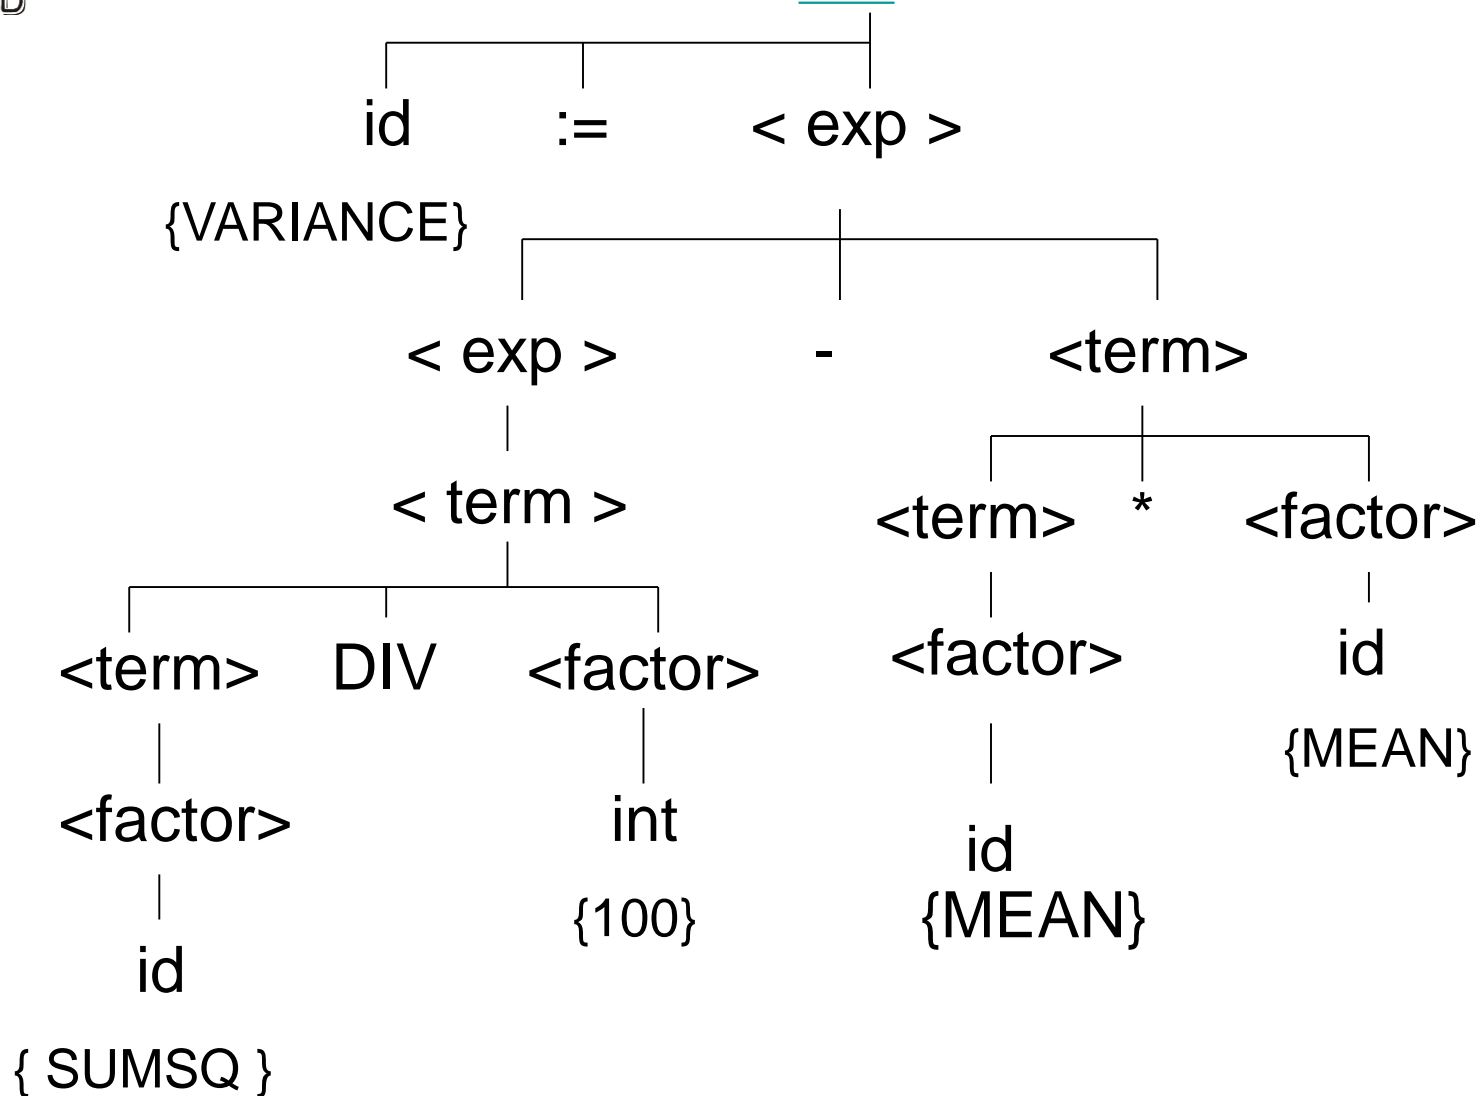 id := < exp >
{VARIANCE}
< exp > - <term>
< term >
<term> * <factor>
<term> DIV <factor>
<factor> id
{MEAN}
<factor> int
id
{MEAN}
{100}
id
{ SUMSQ }